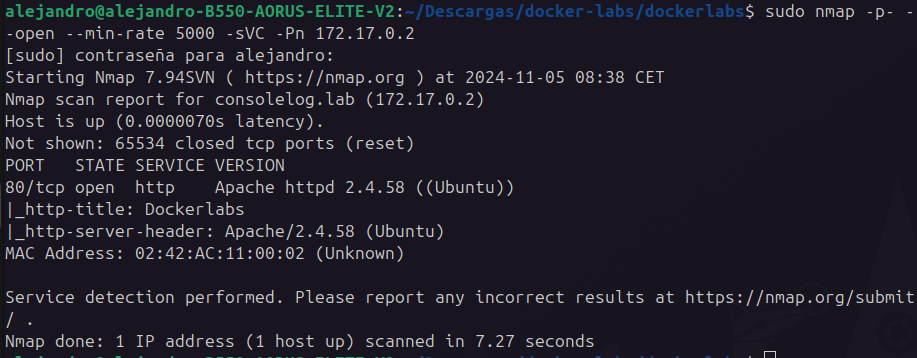 alejandro@alejandro-B550-AORUS-ELITE-V2:~/Descargas/docker-labs/dockerlabs$ sudo nmap -p- -
-open --min-rate 5000 -sVC -Pn 172.17.0.2
[sudo] contraseña para alejandro:
Starting Nmap 7.94SVN ( https://nmap.org ) at 2024-11-05 08:38 CET
Nmap scan report for consolelog.lab (172.17.0.2)
Host is up (0.0000070s latency).
Not shown: 65534 closed tcp ports (reset)
PORT   STATE SERVICE VERSION
80/tcp open  http    Apache httpd 2.4.58 ((Ubuntu))
|_http-title: Dockerlabs
|_http-server-header: Apache/2.4.58 (Ubuntu)
MAC Address: 02:42:AC:11:00:02 (Unknown)
Service detection performed. Please report any incorrect results at https://nmap.org/submit
/ .
Nmap done: 1 IP address (1 host up) scanned in 7.27 seconds